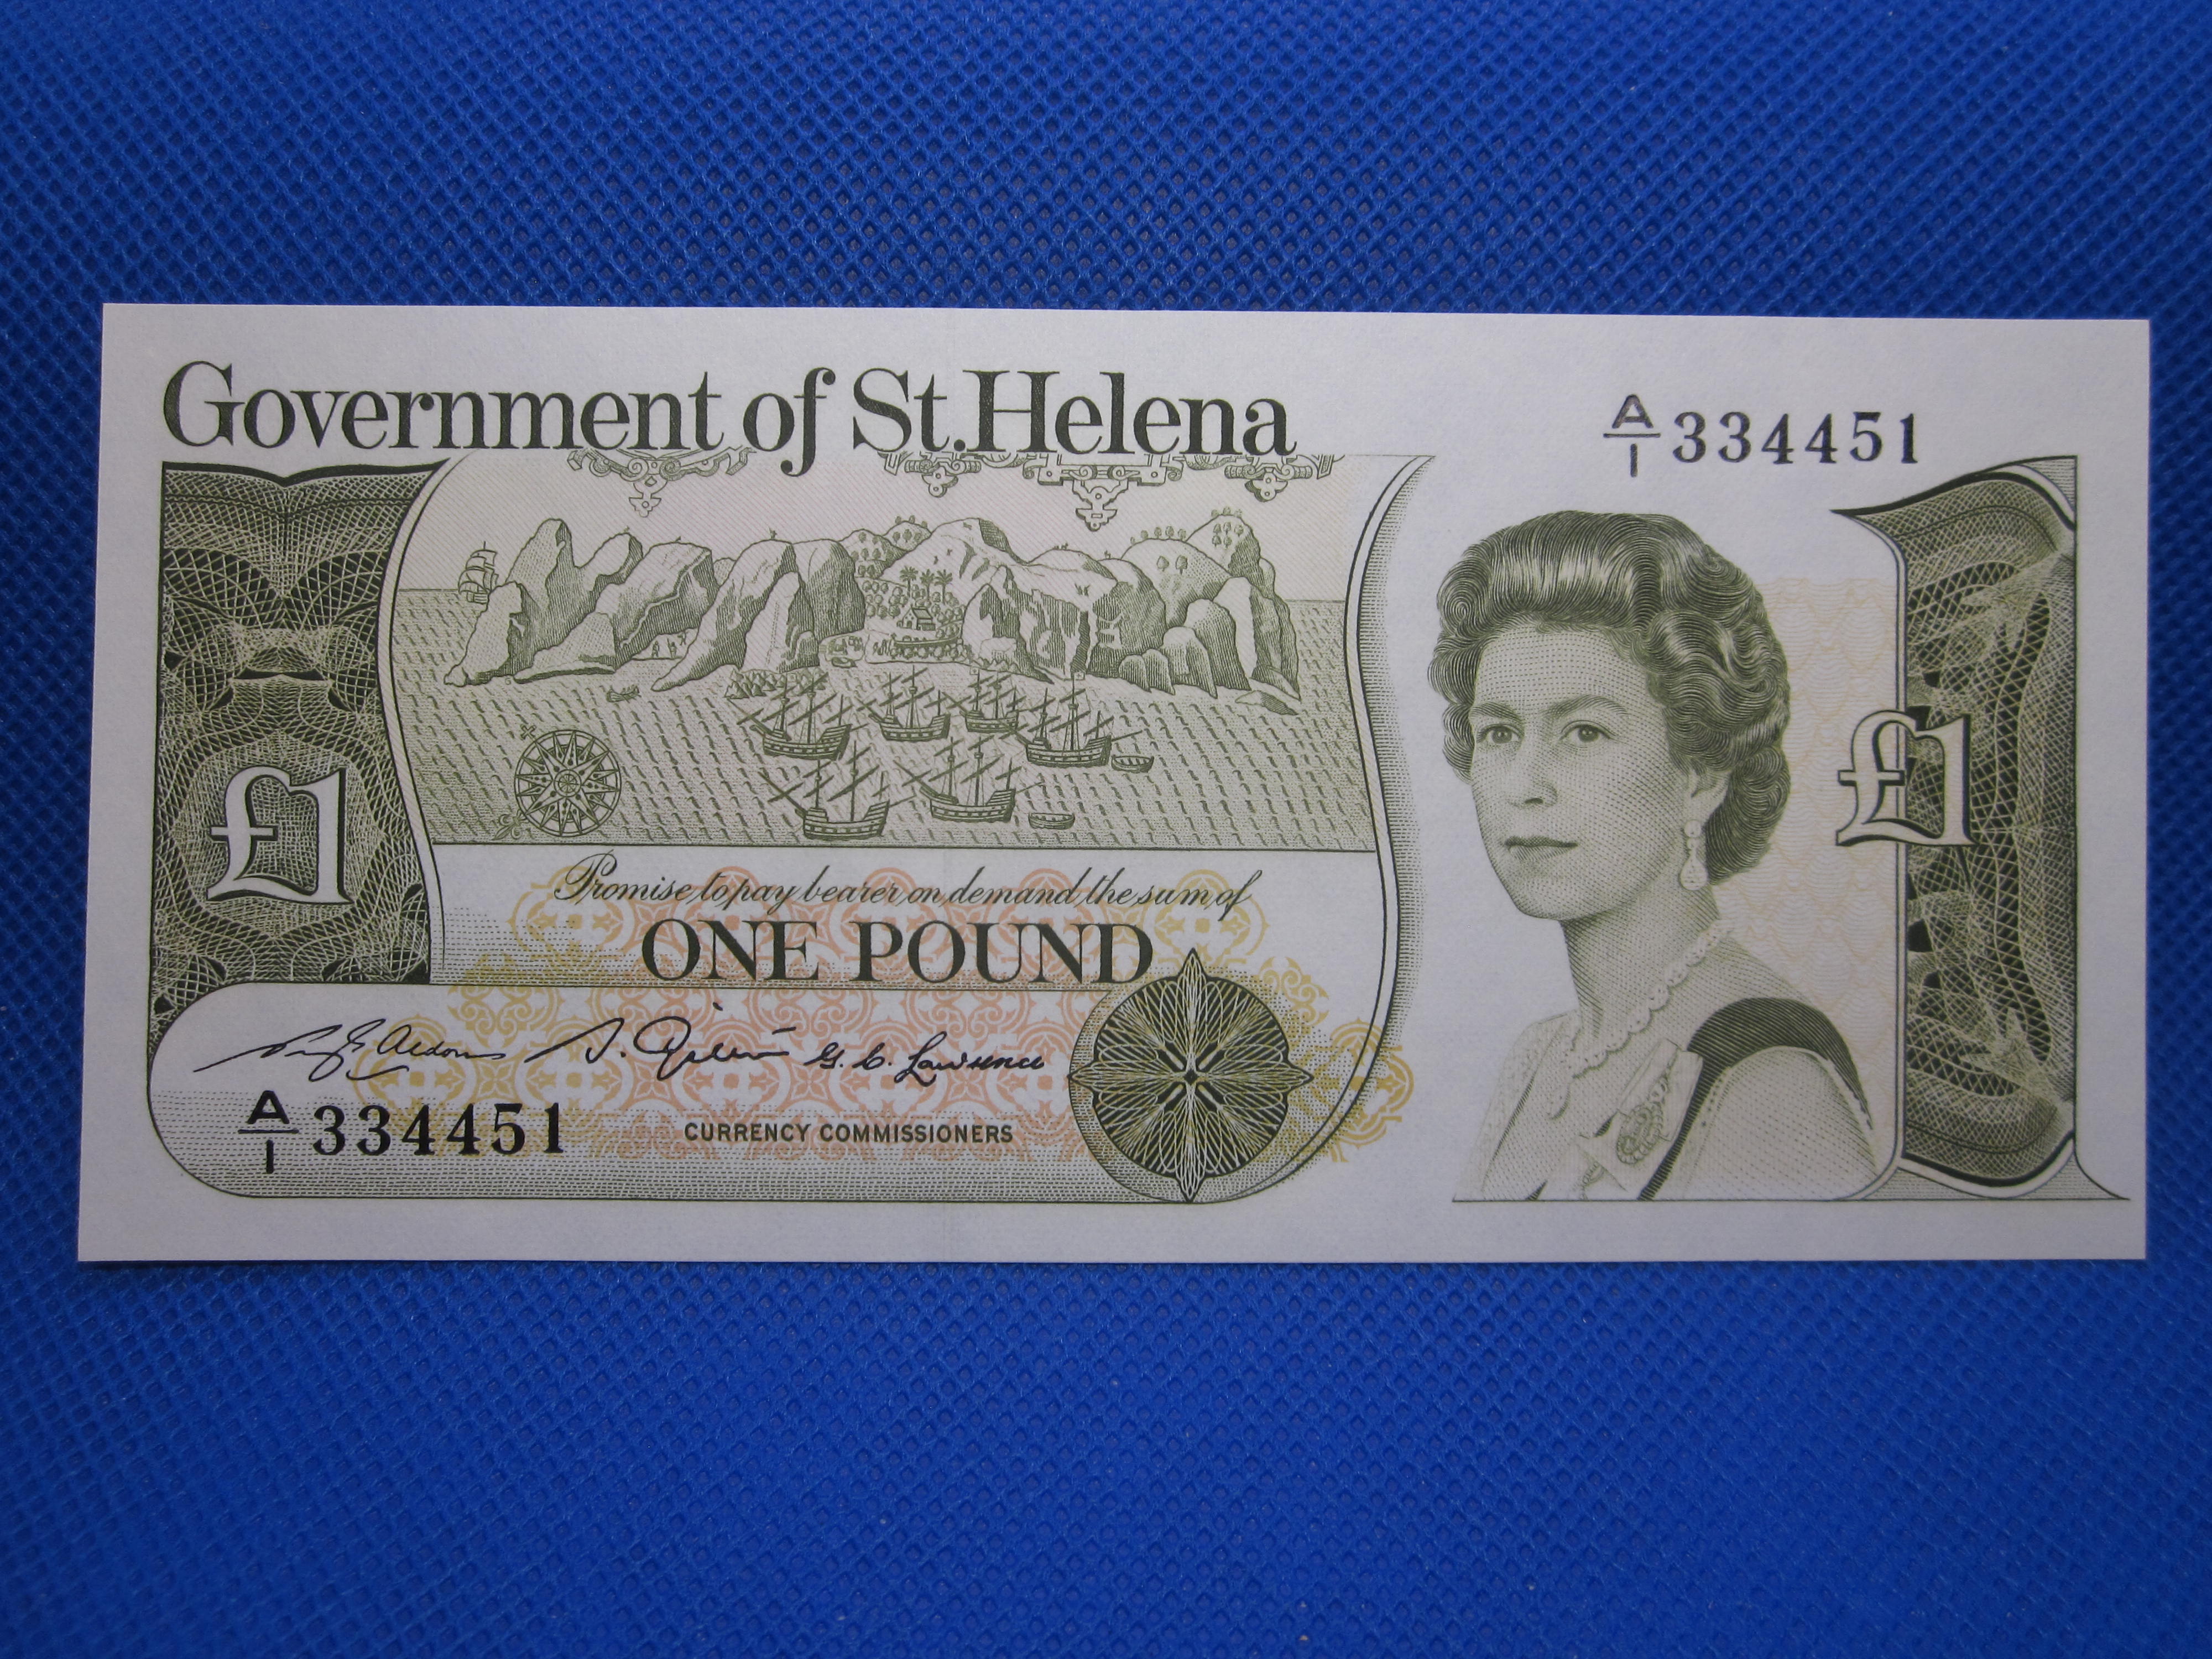 Government of St.Helena
A/1 334451
£1
£1
Promise to pay bearer on demand the sum of
ONE POUND
G. C. Lawrence
A/1 334451
CURRENCY COMMISSIONERS